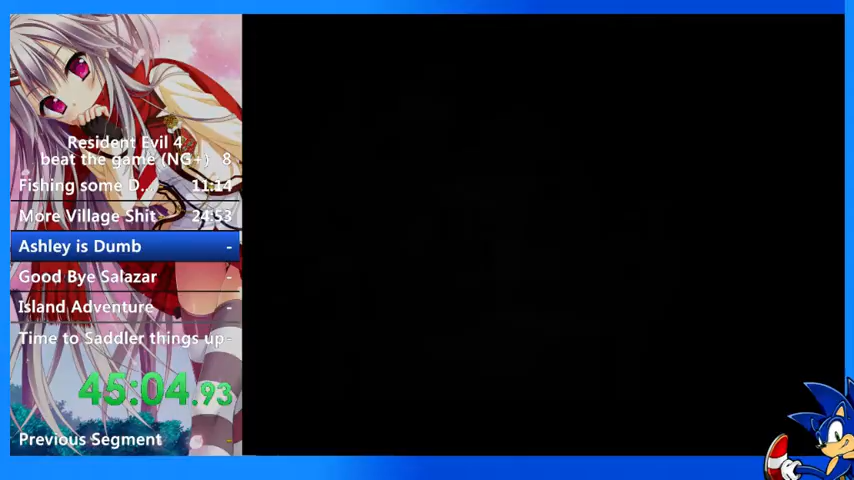 Resident Evil 4
beat the game (NG+) 8
Fishing some D... 11:14
More Village Shit 24:53
Ashley is Dumb -
Good Bye Salazar -
Island Adventure -
Time to Saddler things up -
45:04.93
Previous Segment -